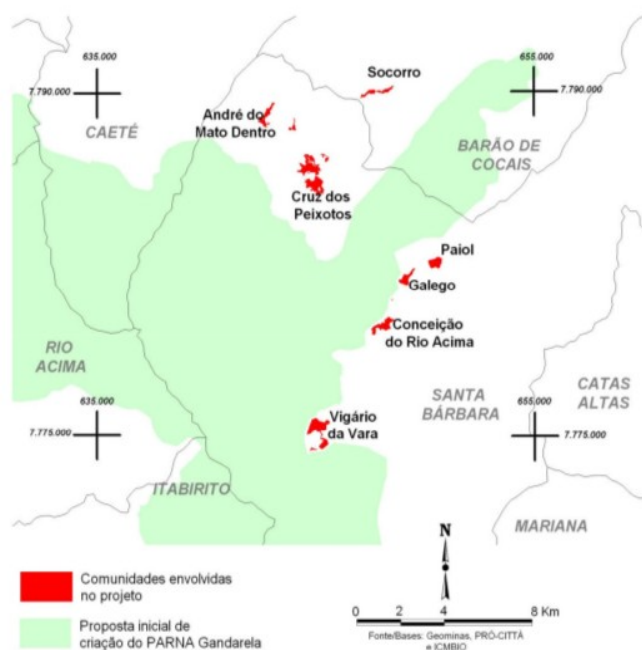 635.000
655.000
7.790.000
7.790.000
Socorro
André do
Mato Dentro
CAETÉ
BARÃO DE
COCAIS
Cruz dos
Peixotos
Paiol
Galego
Conceição
do Rio Acima
RIO
ACIMA
SANTA
BÁRBARA
CATAS
ALTAS
635.000
655.000
7.775.000
7.775.000
Vigário
da Vara
ITABIRITO
MARIANA
N
Comunidades envolvidas
no projeto
Proposta inicial de
criação do PARNA Gandarela
0 2 4 8 Km
Fonte/Bases: Geominas, PRÓ-CITTÀ
e ICMBIO